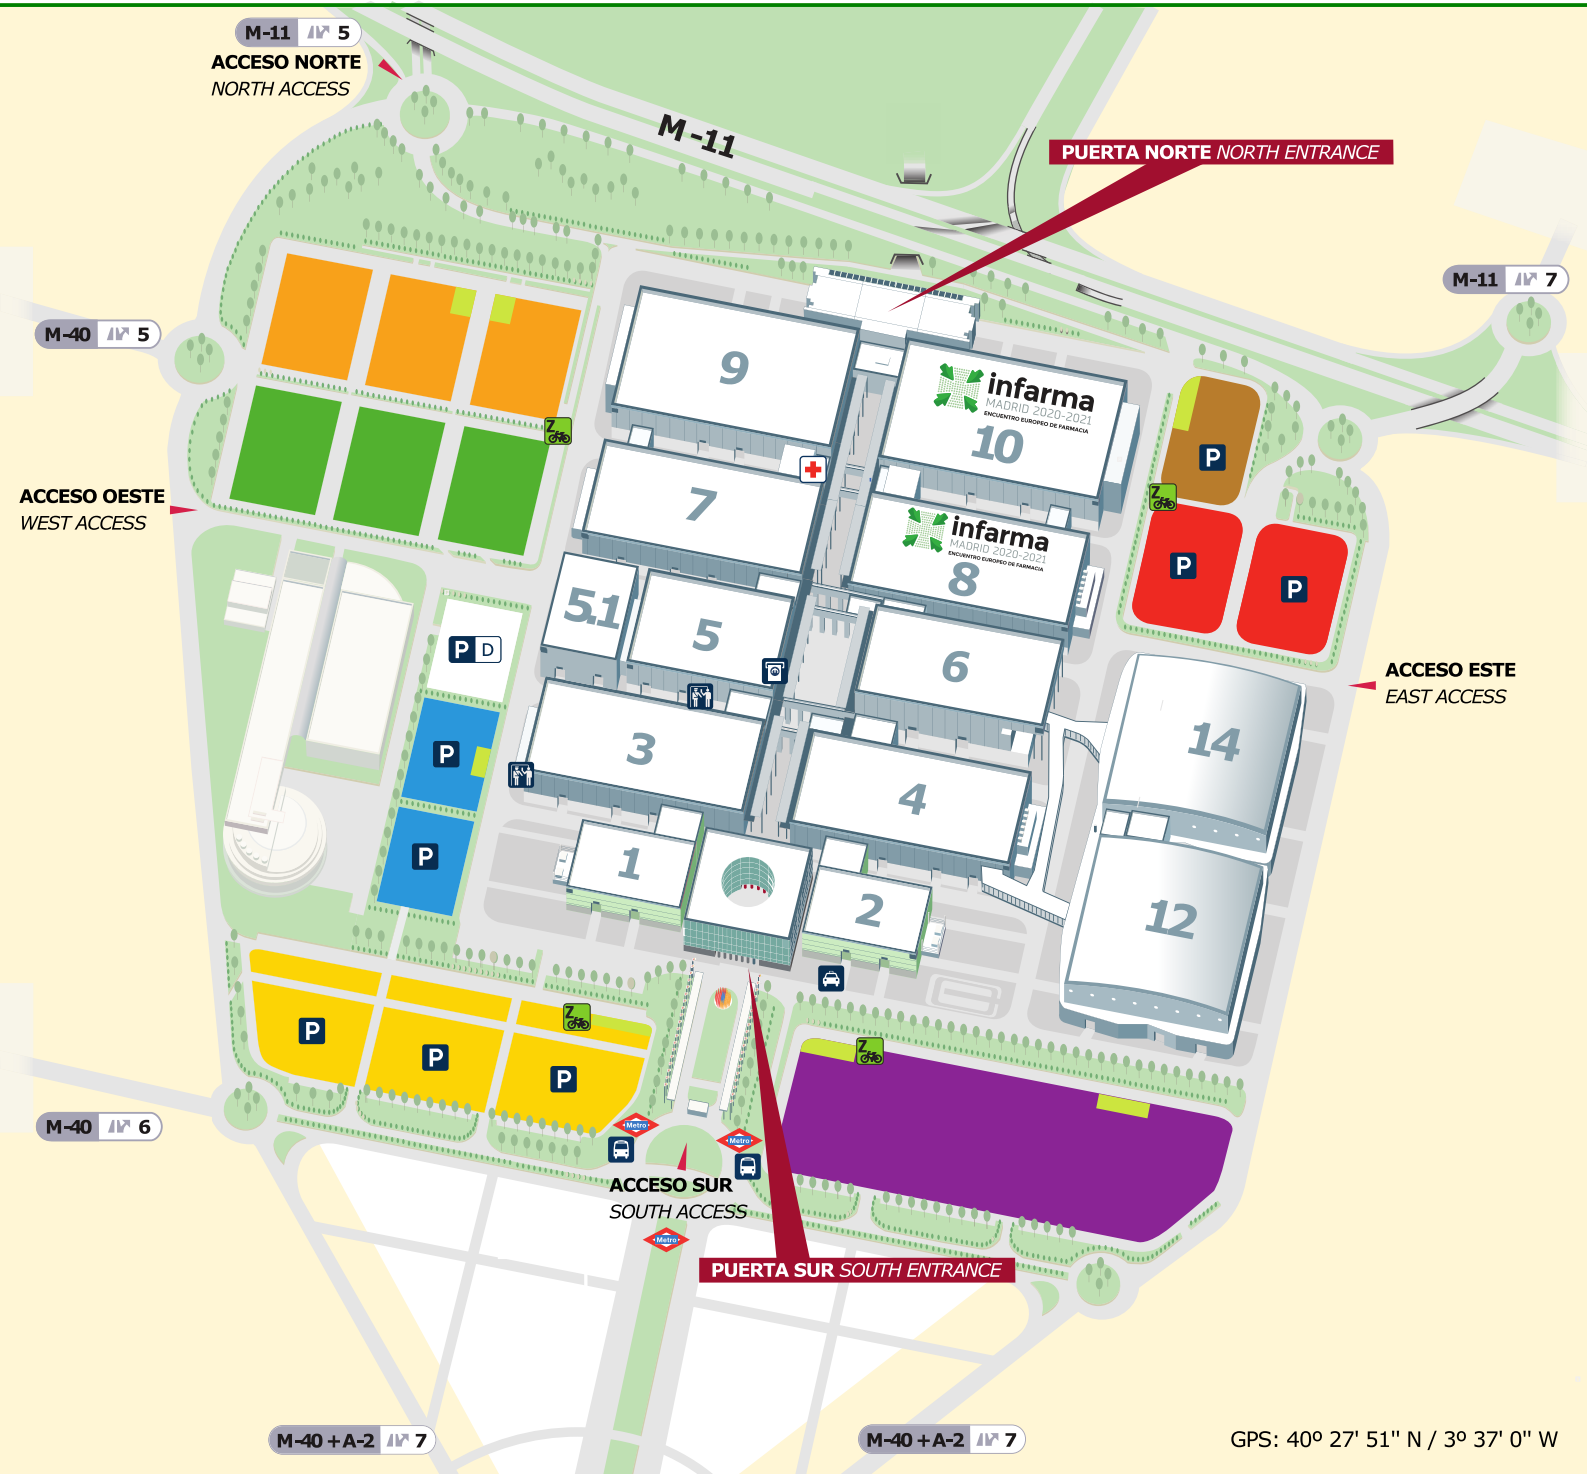 M-11 5
ACCESO NORTE
NORTH ACCESS
M-11
PUERTA NORTE NORTH ENTRANCE
M-11 7
M-40 5
9
infarma
MADRID 2020-2021
ENCUENTRO EUROPEO DE FARMACIA
10
P
Z
ACCESO OESTE
WEST ACCESS
7
Z
infarma
MADRID 2020-2021
ENCUENTRO EUROPEO DE FARMACIA
8
P
P
5.1
5
P D
6
ACCESO ESTE
EAST ACCESS
14
3
P
4
P
1
2
12
Z
P
P
P
Z
M-40 6
Metro
Metro
ACCESO SUR
SOUTH ACCESS
Metro
PUERTA SUR SOUTH ENTRANCE
M-40 + A-2 7
M-40 + A-2 7
GPS: 40º 27' 51'' N / 3º 37' 0'' W